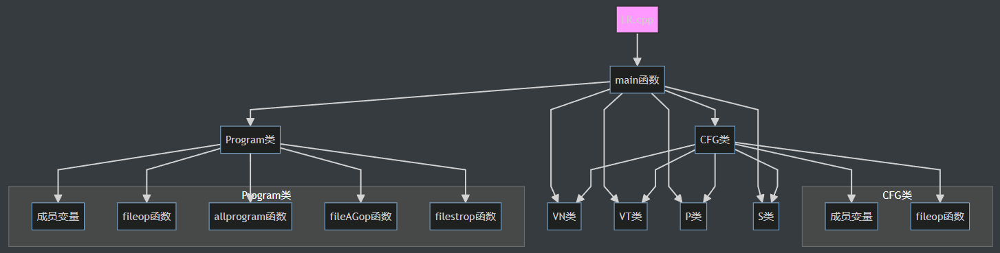 LR.cpp
main函数
Program类
CFG类
Program类
CFG类
成员变量
fileop函数
allprogram函数
fileAGop函数
filestrop函数
VN类
VT类
P类
S类
成员变量
fileop函数